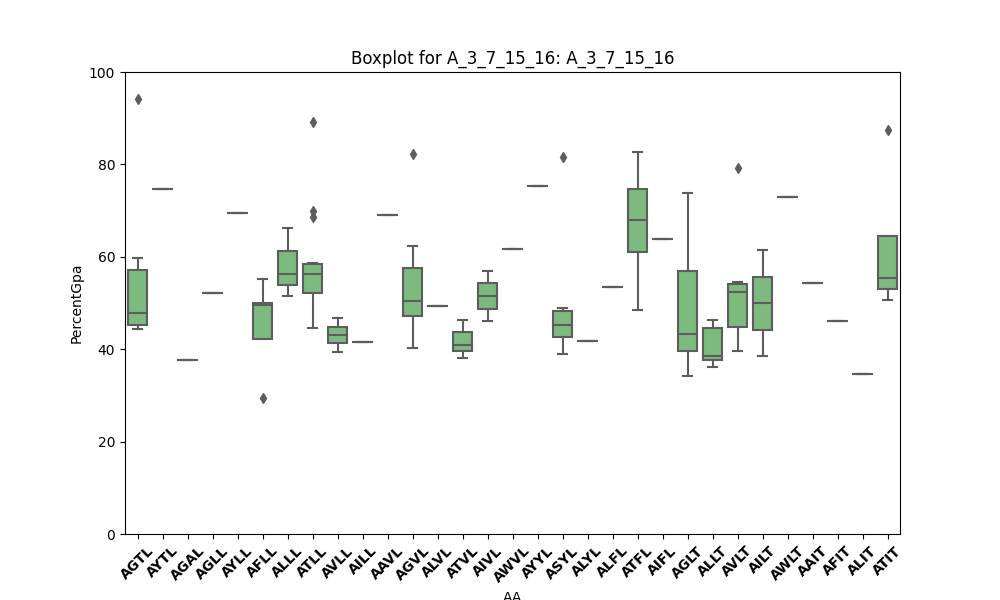 Boxplot for A_3_7_15_16: A_3_7_15_16
100
80
60
40
20
0
PercentGpa
AGTL AYTL AGAL AGLL AYLL AFLL ALLL ATLL AVLL AILL AAVL AGVL ALVL ATVL AIVL AWVL AYYL ASYL ALYL ALFL ATFL AIFL AGLT ALLT AVLT AILT AWLT AAIT AFIT ALIT ATIT
AA